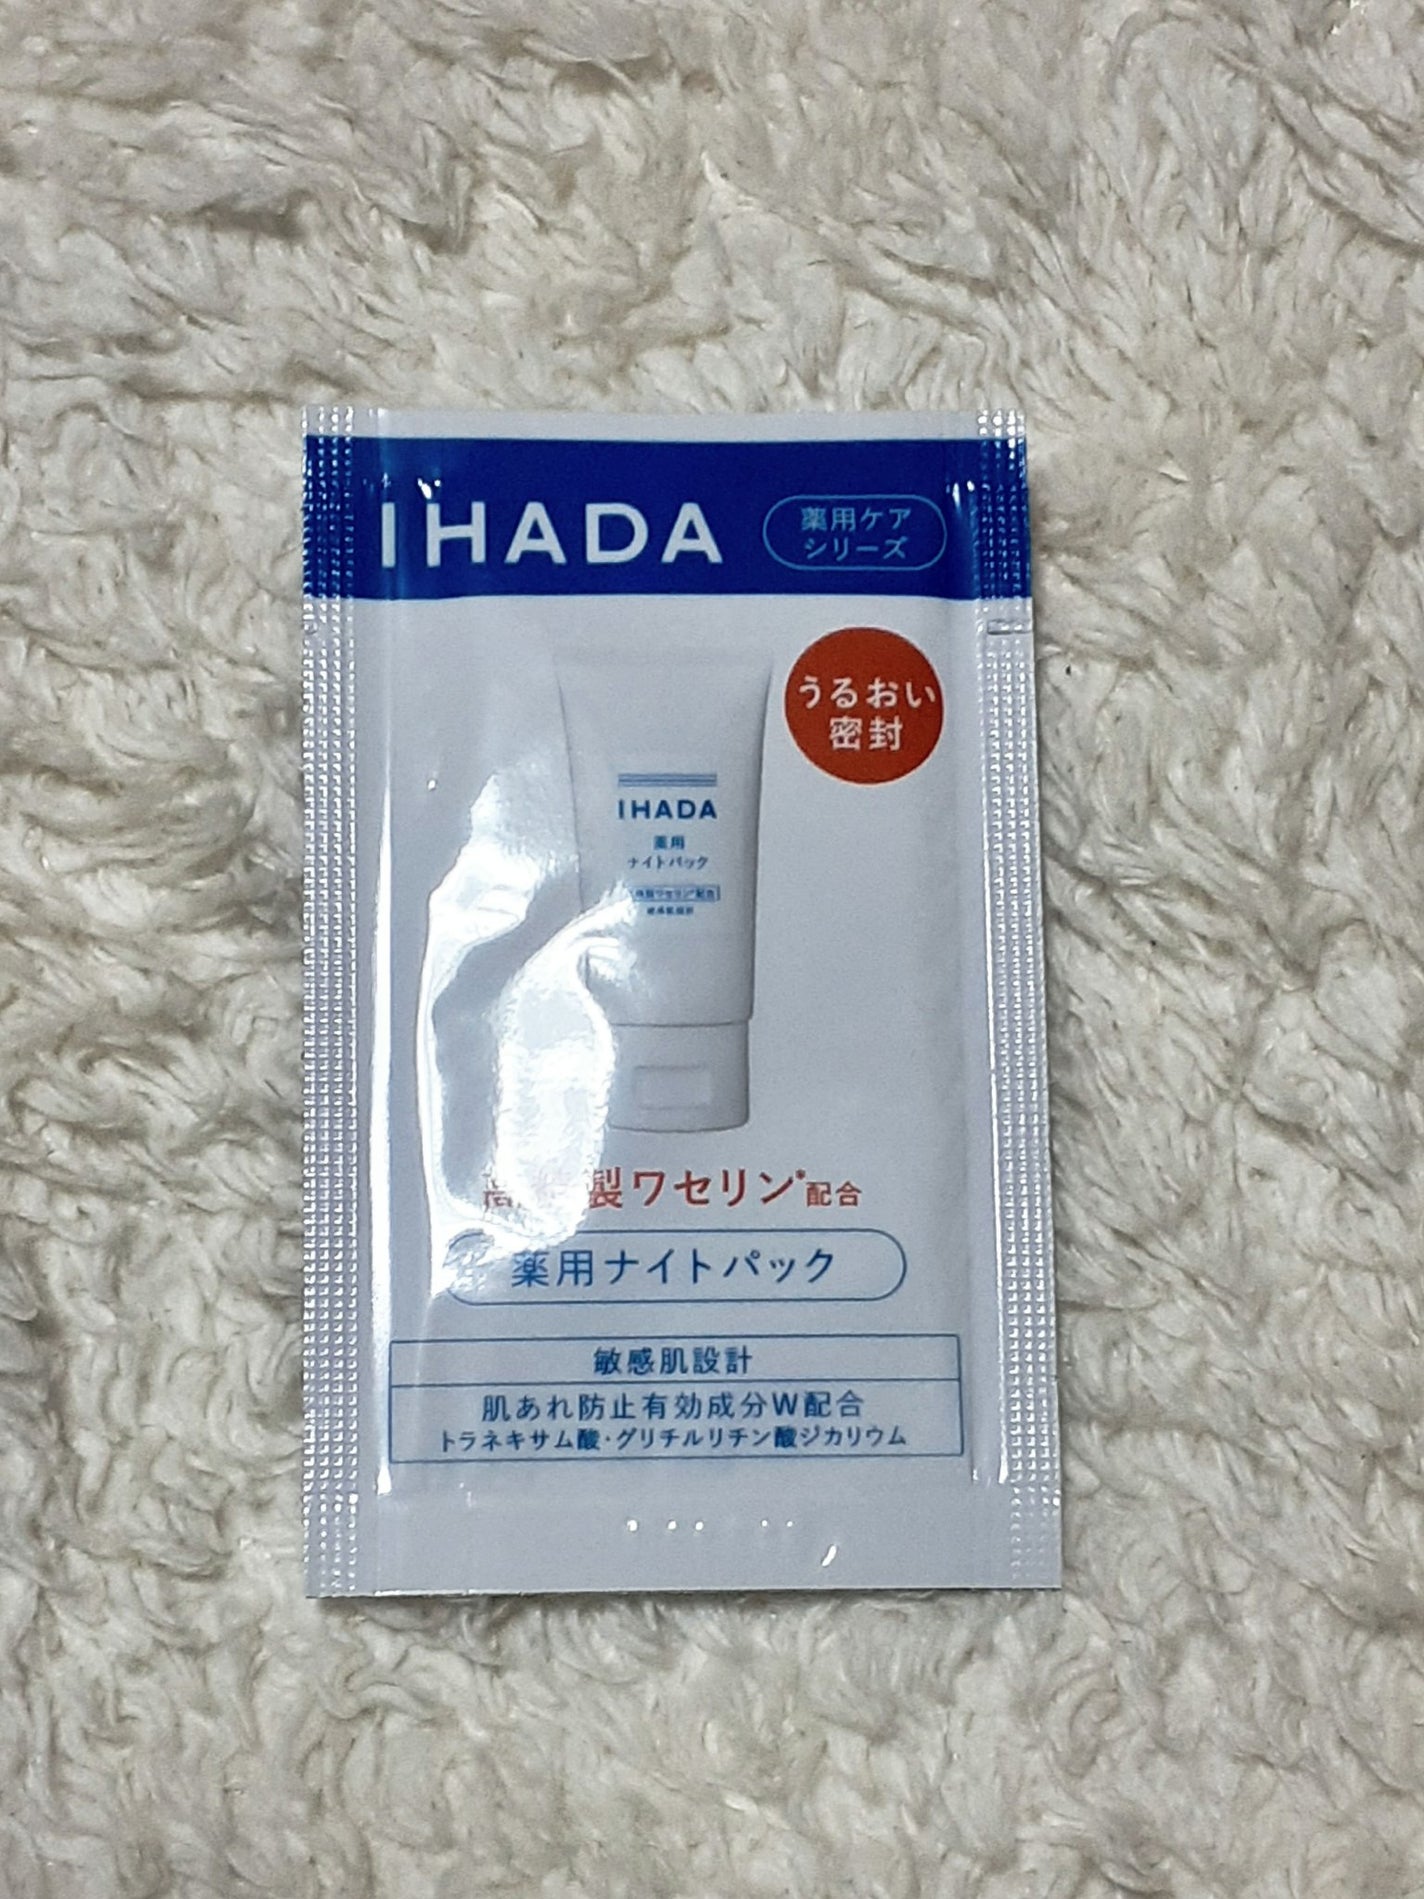 IHADA
薬用ケア
シリーズ
うるおい
密封
IHADA
薬用
ナイトパック
製ワセリン*配合
薬用ナイトパック
敏感肌設計
肌あれ防止有効成分W配合
トラネキサム酸・グリチルリチン酸ジカリウム